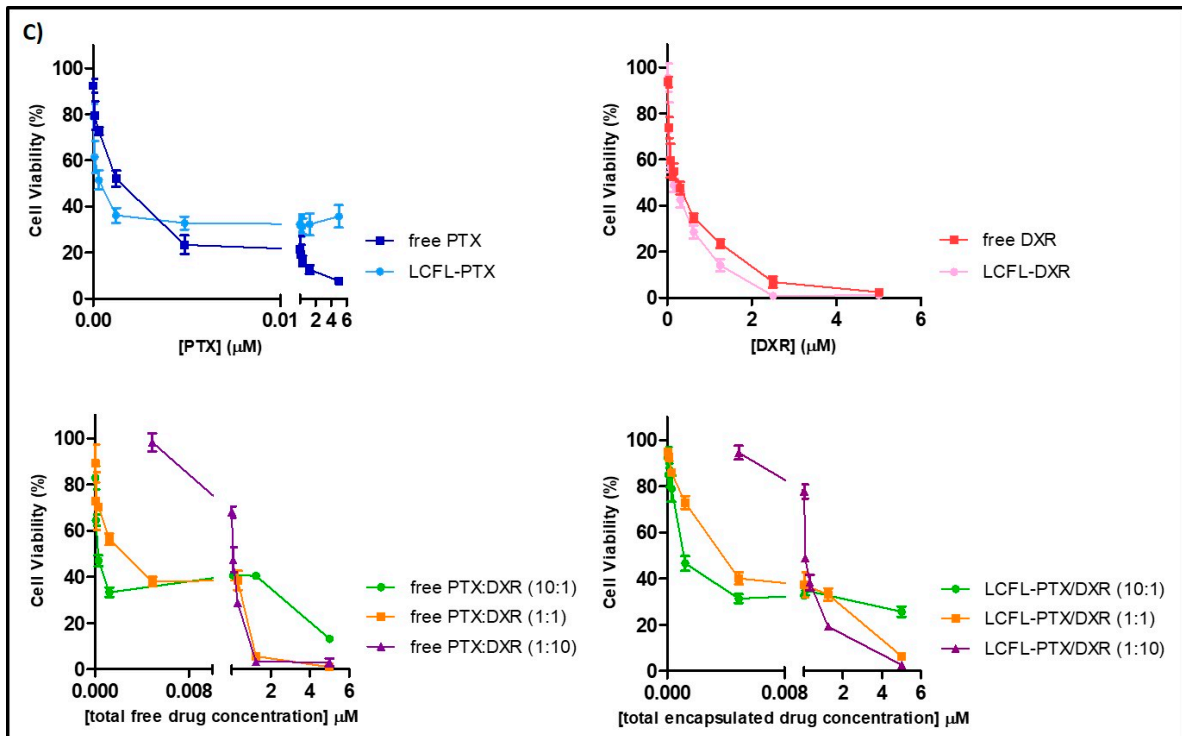 C)
Cell Viability (%)
100
80
60
40
20
0
0.00
0.01
2 4 6
[PTX] (μM)
free PTX
LCFL-PTX
Cell Viability (%)
100
80
60
40
20
0
0 2 4 6
[DXR] (μM)
free DXR
LCFL-DXR
Cell Viability (%)
100
80
60
40
20
0
0.000 0.008 0 2 4 6
[total free drug concentration] μM
free PTX:DXR (10:1)
free PTX:DXR (1:1)
free PTX:DXR (1:10)
Cell Viability (%)
100
80
60
40
20
0
0.000 0.008 2 4 6
[total encapsulated drug concentration] μM
LCFL-PTX/DXR (10:1)
LCFL-PTX/DXR (1:1)
LCFL-PTX/DXR (1:10)